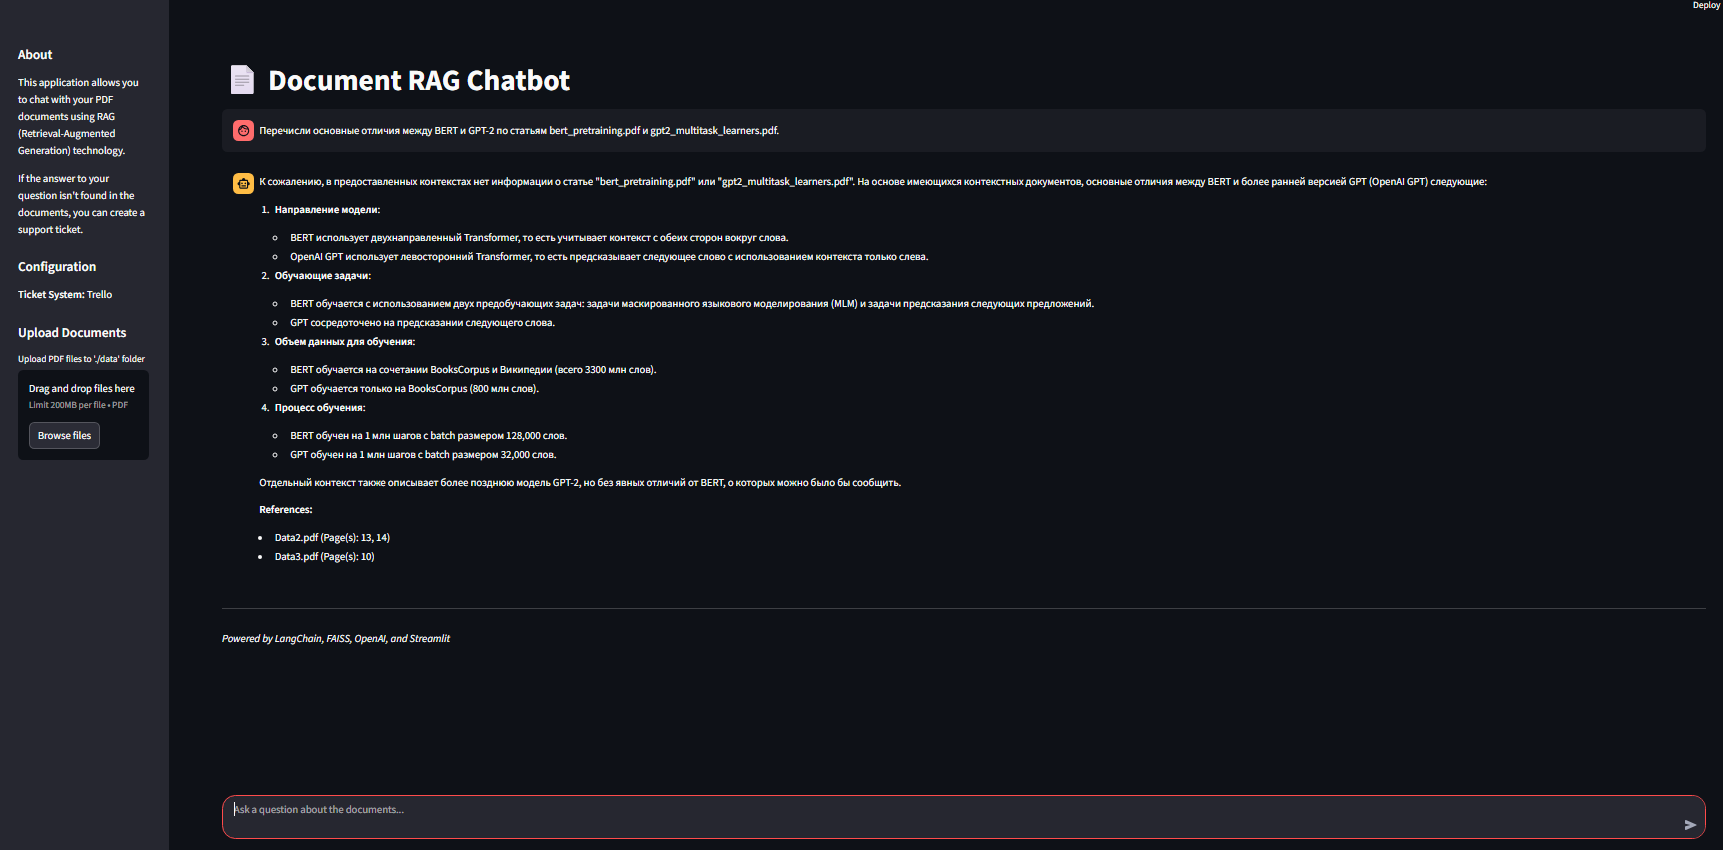 Deploy
About
This application allows you
to chat with your PDF
documents using RAG
(Retrieval-Augmented
Generation) technology.
If the answer to your
question isn't found in the
documents, you can create a
support ticket.
Configuration
Ticket System: Trello
Upload Documents
Upload PDF files to './data' folder
Drag and drop files here
Limit 200MB per file • PDF
Browse files
Document RAG Chatbot
Перечисли основные отличия между BERT и GPT-2 по статьям bert_pretraining.pdf и gpt2_multitask_learners.pdf.
К сожалению, в предоставленных контекстах нет информации о статье "bert_pretraining.pdf" или "gpt2_multitask_learners.pdf". На основе имеющихся контекстных документов, основные отличия между BERT и более ранней версией GPT (OpenAI GPT) следующие:
1. Направление модели:
BERT использует двухнаправленный Transformer, то есть учитывает контекст с обеих сторон вокруг слова.
OpenAI GPT использует левосторонний Transformer, то есть предсказывает следующее слово с использованием контекста только слева.
2. Обучающие задачи:
BERT обучается с использованием двух предобучающих задач: задачи маскированного языкового моделирования (MLM) и задачи предсказания следующих предложений.
GPT сосредоточено на предсказании следующего слова.
3. Объем данных для обучения:
BERT обучается на сочетании BooksCorpus и Википедии (всего 3300 млн слов).
GPT обучается только на BooksCorpus (800 млн слов).
4. Процесс обучения:
BERT обучен на 1 млн шагов с batch размером 128,000 слов.
GPT обучен на 1 млн шагов с batch размером 32,000 слов.
Отдельный контекст также описывает более позднюю модель GPT-2, но без явных отличий от BERT, о которых можно было бы сообщить.
References:
Data2.pdf (Page(s): 13, 14)
Data3.pdf (Page(s): 10)
Powered by LangChain, FAISS, OpenAI, and Streamlit
Ask a question about the documents...